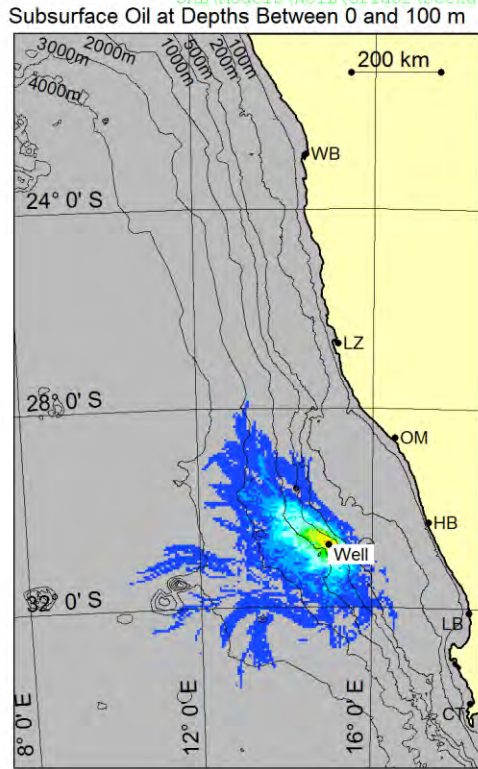 Subsurface Oil at Depths Between 0 and 100 m
200 km
100m
200m
500m
1000m
2000m
3000m
4000m
WB
24° 0' S
LZ
28° 0' S
OM
HB
Well
32° 0' S
LB
CT
8° 0' E
12° 0' E
16° 0' E